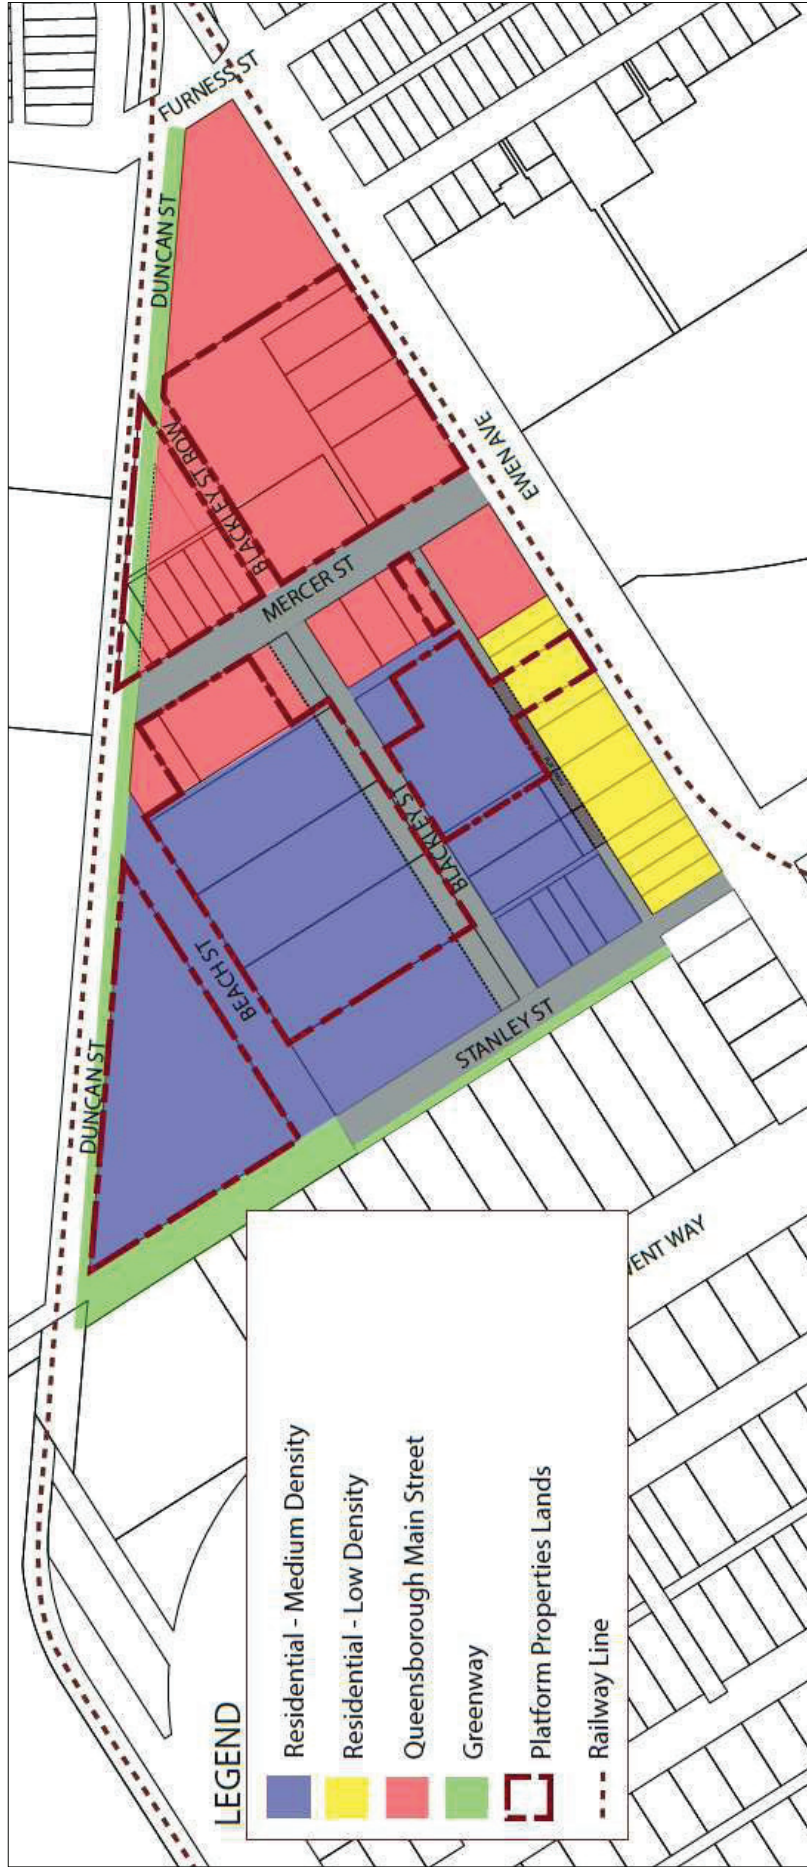 FURNESS ST
DUNCAN ST
BLACKLEY ST ROW
EWEN AVE
MERCER ST
BLACKLEY ST
BEACH ST
DUNCAN ST
STANLEY ST
WAY
LEGEND
Residential - Medium Density
Residential - Low Density
Queensborough Main Street
Greenway
Platform Properties Lands
Railway Line